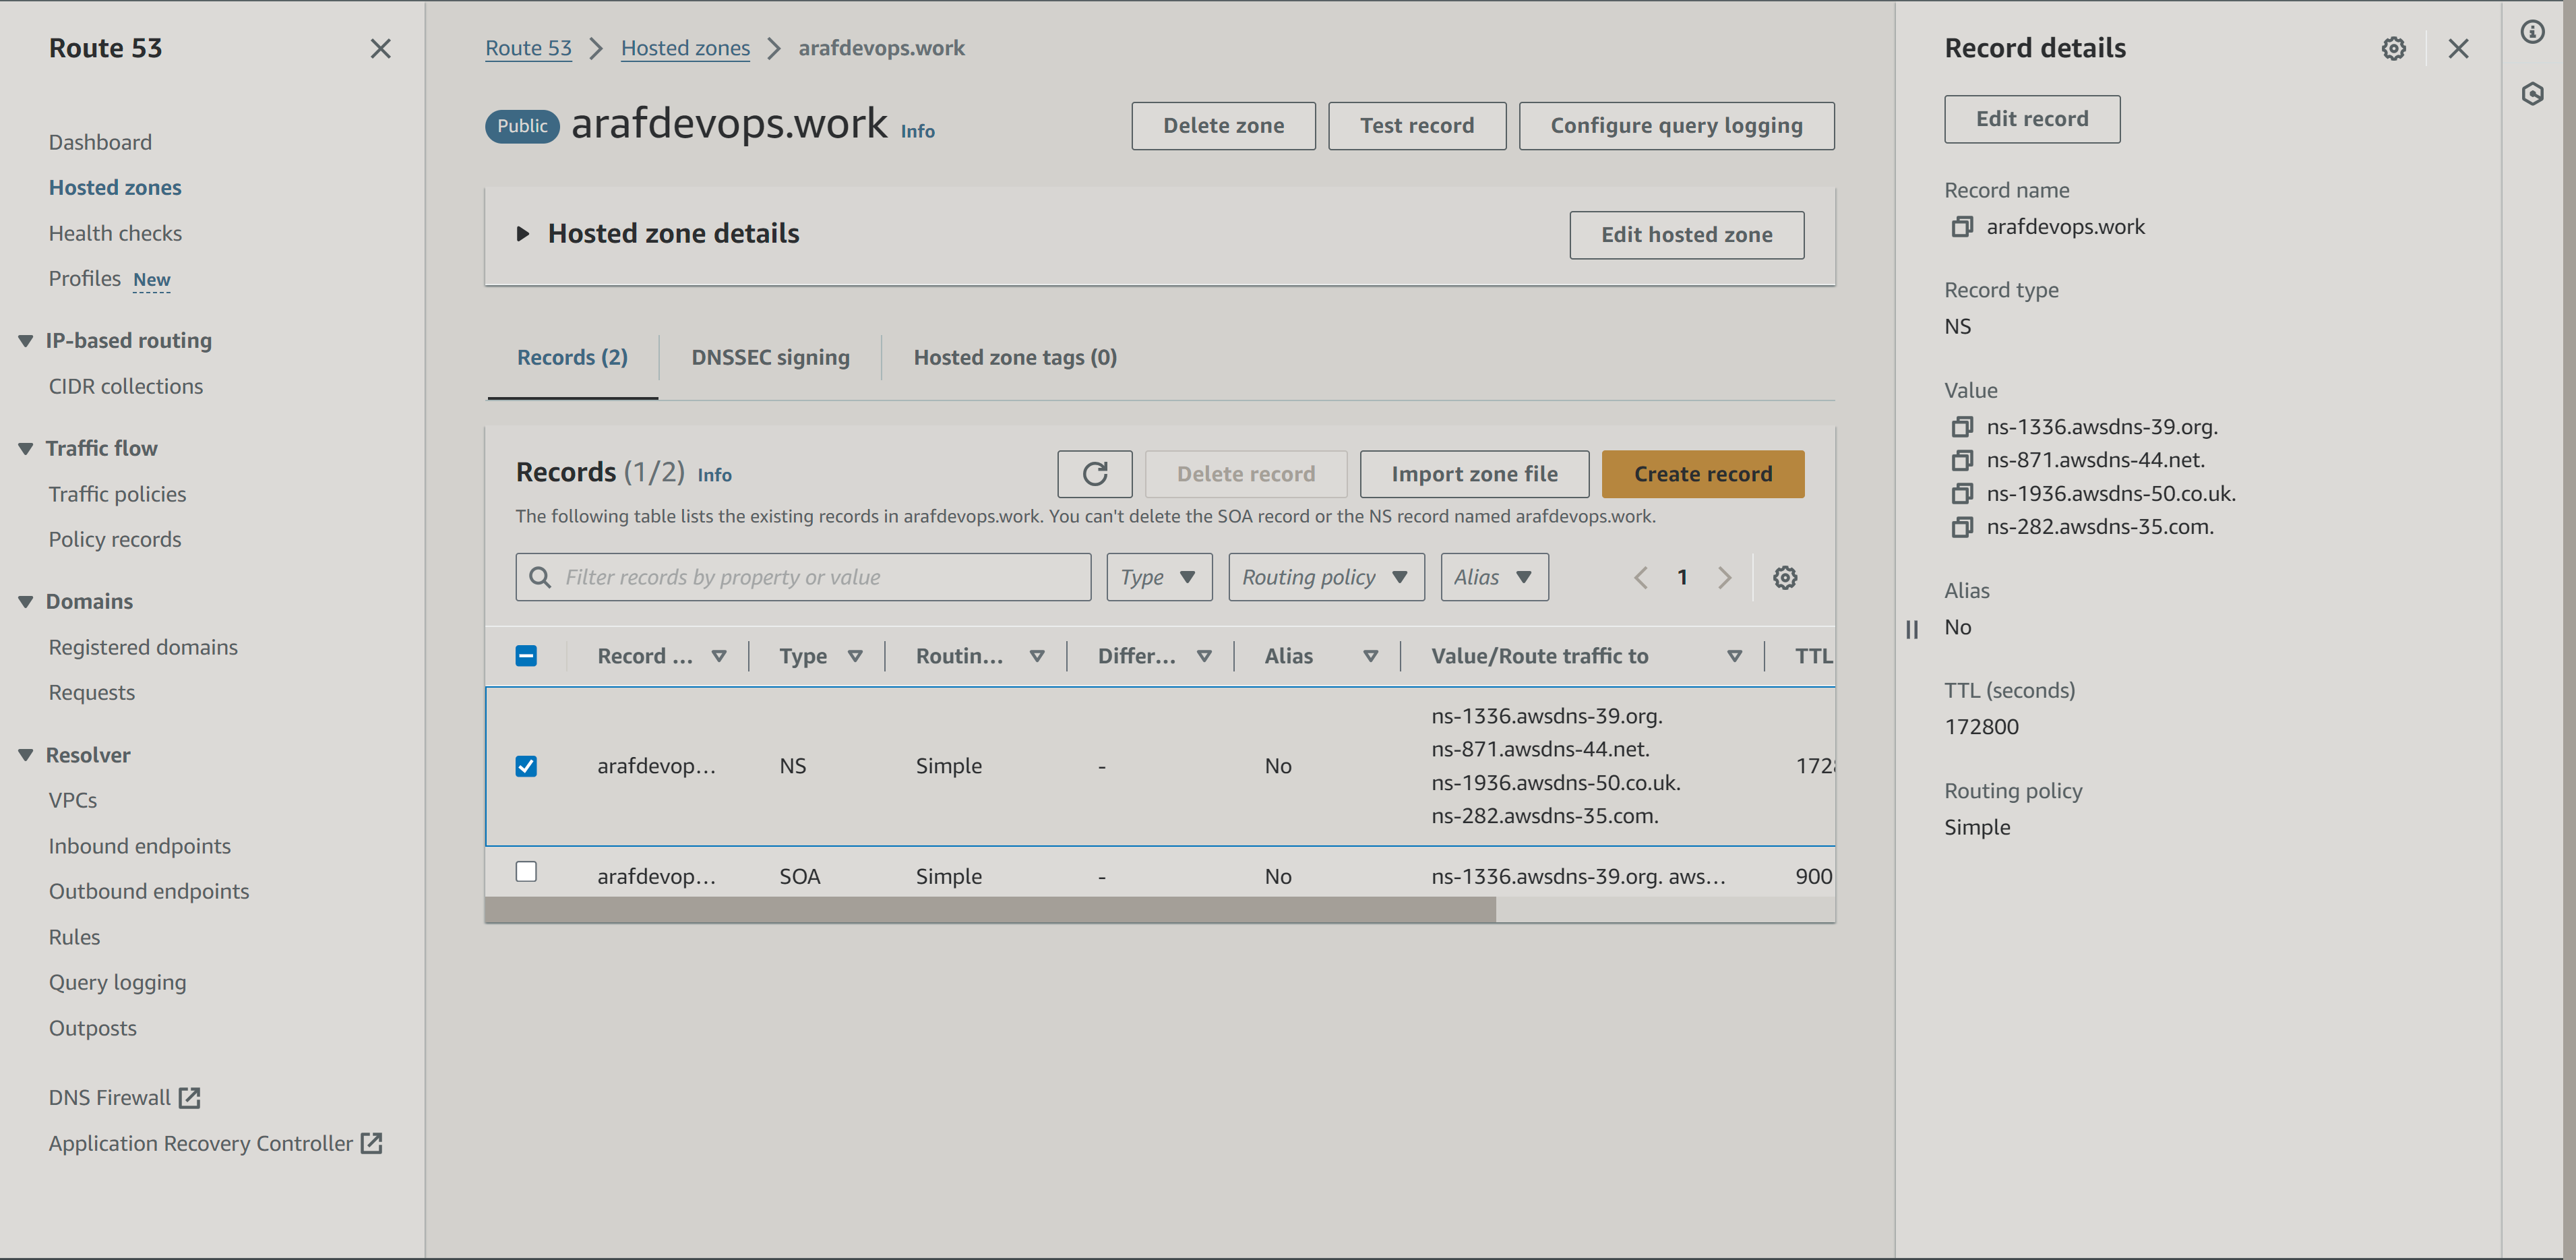 Route 53
Dashboard
Hosted zones
Health checks
Profiles New
IP-based routing
CIDR collections
Traffic flow
Traffic policies
Policy records
Domains
Registered domains
Requests
Resolver
VPCs
Inbound endpoints
Outbound endpoints
Rules
Query logging
Outposts
DNS Firewall
Application Recovery Controller
Route 53 Hosted zones arafdevops.work
Public arafdevops.work Info
Delete zone Test record Configure query logging
Hosted zone details Edit hosted zone
Records (2) DNSSEC signing Hosted zone tags (0)
Records (1/2) Info
Delete record Import zone file Create record
The following table lists the existing records in arafdevops.work. You can't delete the SOA record or the NS record named arafdevops.work.
Filter records by property or value Type Routing policy Alias 1
Record ... Type Routin... Differ... Alias Value/Route traffic to TTL
arafdevop... NS Simple - No
ns-1336.awsdns-39.org.
ns-871.awsdns-44.net.
ns-1936.awsdns-50.co.uk.
ns-282.awsdns-35.com.
arafdevop... SOA Simple - No ns-1336.awsdns-39.org. aws... 900
Record details
Edit record
Record name
arafdevops.work
Record type
NS
Value
ns-1336.awsdns-39.org.
ns-871.awsdns-44.net.
ns-1936.awsdns-50.co.uk.
ns-282.awsdns-35.com.
Alias
No
TTL (seconds)
172800
Routing policy
Simple